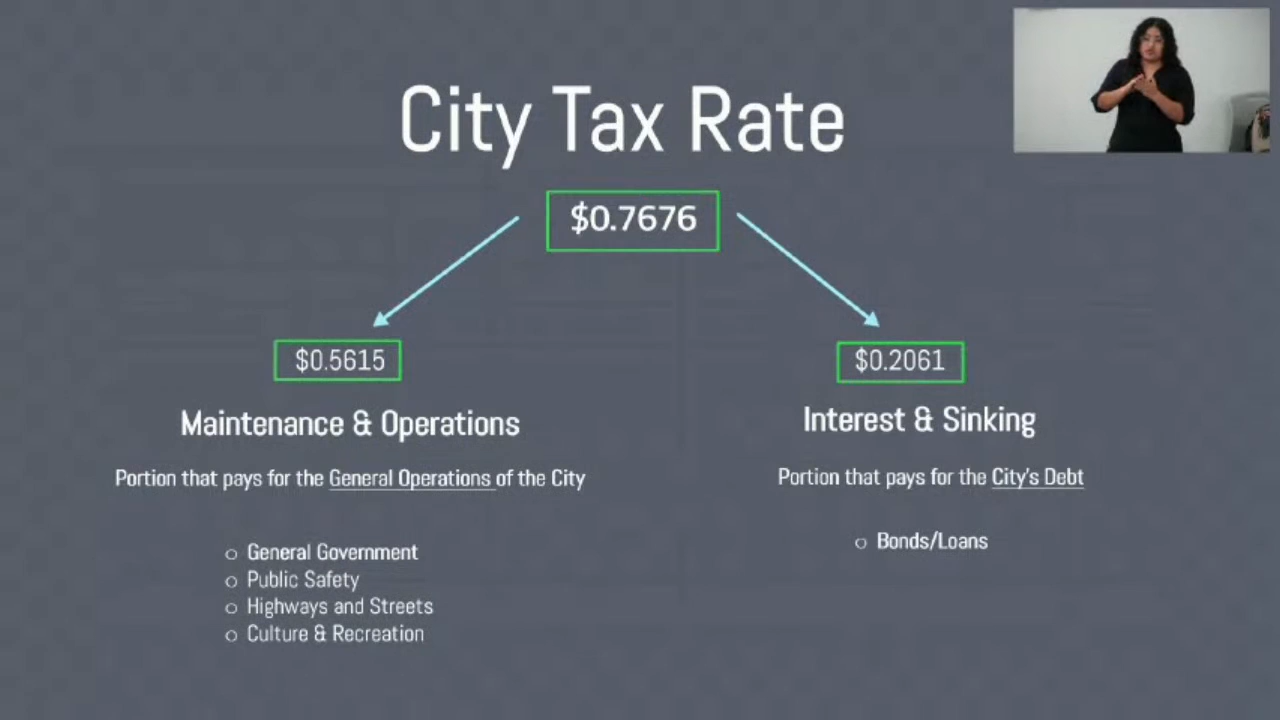 City Tax Rate
$0.7676
$0.5615
Maintenance & Operations
Portion that pays for the General Operations of the City
○ General Government
○ Public Safety
○ Highways and Streets
○ Culture & Recreation
$0.2061
Interest & Sinking
Portion that pays for the City's Debt
○ Bonds/Loans